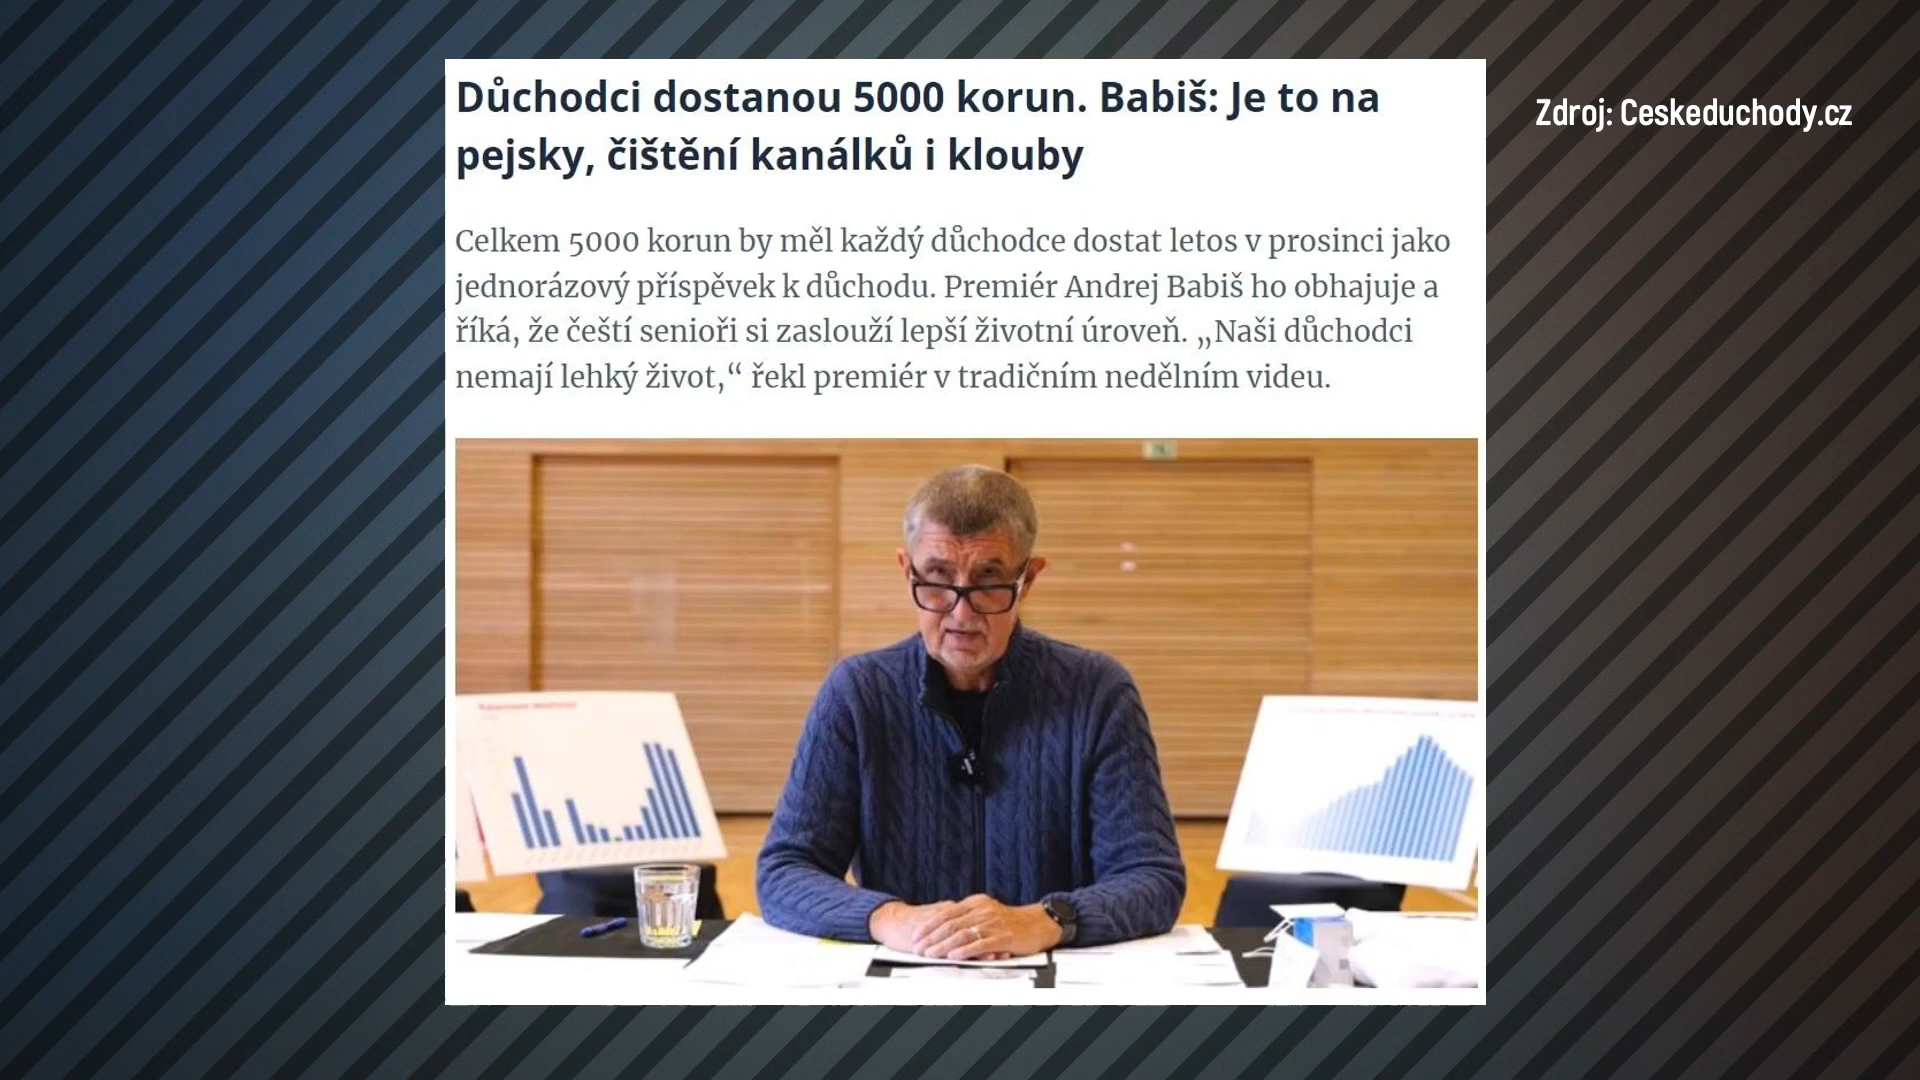 Důchodci dostanou 5000 korun. Babiš: Je to na
pejsky, čištění kanálků i klouby
Zdroj: Ceskeduchody.cz
Celkem 5000 korun by měl každý důchodce dostat letos v prosinci jako
jednorázový příspěvek k důchodu. Premiér Andrej Babiš ho obhajuje a
říká, že čeští senioři si zaslouží lepší životní úroveň. „Naši důchodci
nemají lehký život,“ řekl premiér v tradičním nedělním videu.